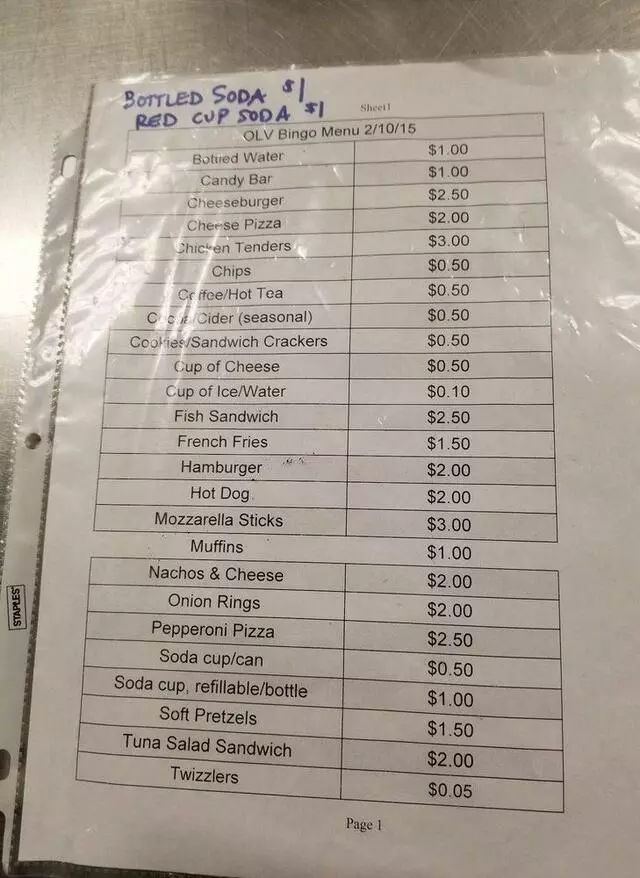 BOTTLED SODA $1
RED CUP SODA $1
Sheet1
OLV Bingo Menu 2/10/15
Bottled Water $1.00
Candy Bar $1.00
Cheeseburger $2.50
Cheese Pizza $2.00
Chicken Tenders $3.00
Chips $0.50
Coffee/Hot Tea $0.50
Cocoa/Cider (seasonal) $0.50
Cookies/Sandwich Crackers $0.50
Cup of Cheese $0.50
Cup of Ice/Water $0.10
Fish Sandwich $2.50
French Fries $1.50
Hamburger $2.00
Hot Dog $2.00
Mozzarella Sticks $3.00
Muffins $1.00
Nachos & Cheese $2.00
Onion Rings $2.00
Pepperoni Pizza $2.50
Soda cup/can $0.50
Soda cup, refillable/bottle $1.00
Soft Pretzels $1.50
Tuna Salad Sandwich $2.00
Twizzlers $0.05
Page 1
STAPLES